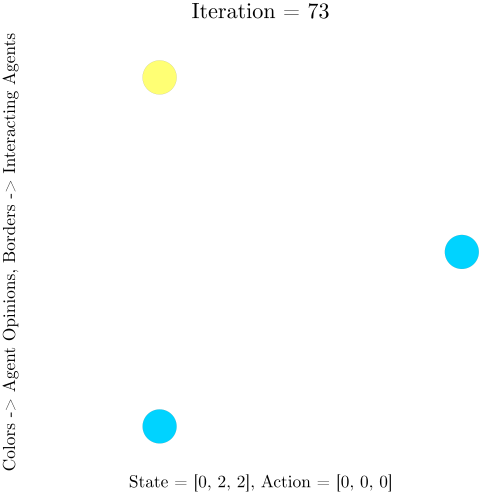 Iteration = 73
Colors -> Agent Opinions, Borders -> Interacting Agents
State = [0, 2, 2], Action = [0, 0, 0]